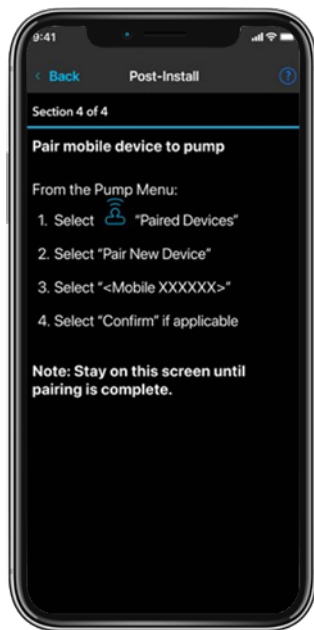 9:41
< Back
Post-Install
?
Section 4 of 4
Pair mobile device to pump
From the Pump Menu:
1. Select "Paired Devices"
2. Select "Pair New Device"
3. Select "<Mobile XXXXXX>"
4. Select "Confirm" if applicable
Note: Stay on this screen until
pairing is complete.